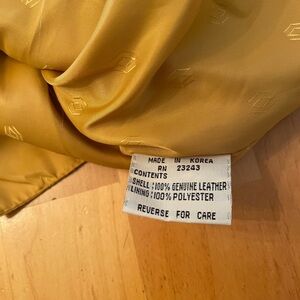 MADE IN KOREA
RN 23243
CONTENTS
SHELL:100% GENUINE LEATHER
LINING:100% POLYESTER
REVERSE FOR CARE